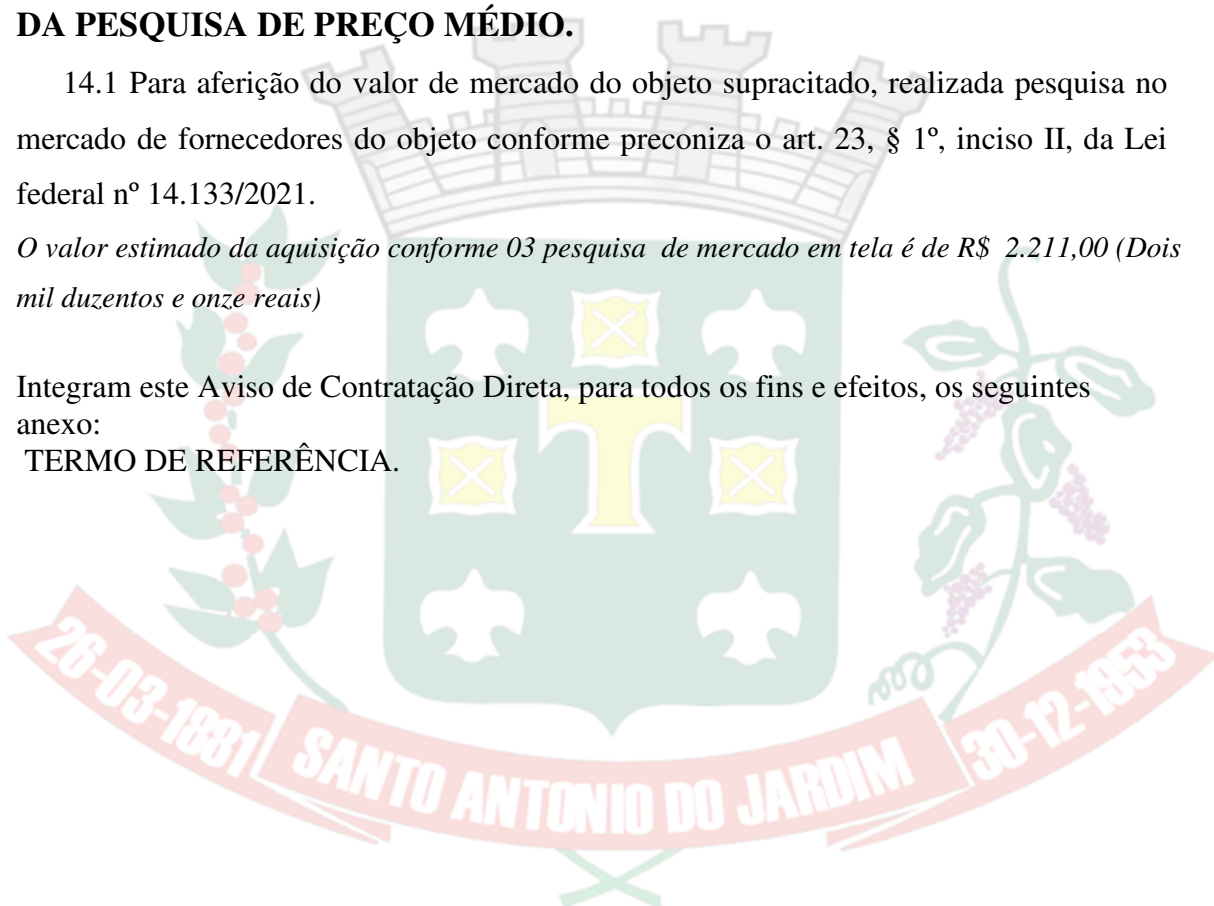 DA PESQUISA DE PREÇO MÉDIO.
14.1 Para aferição do valor de mercado do objeto supracitado, realizada pesquisa no
mercado de fornecedores do objeto conforme preconiza o art. 23, § 1º, inciso II, da Lei
federal nº 14.133/2021.
O valor estimado da aquisição conforme 03 pesquisa de mercado em tela é de R$ 2.211,00 (Dois
mil duzentos e onze reais)
Integram este Aviso de Contratação Direta, para todos os fins e efeitos, os seguintes
anexo:
TERMO DE REFERÊNCIA.
26-03-1881 SANTO ANTONIO DO JARDIM 30-12-1953